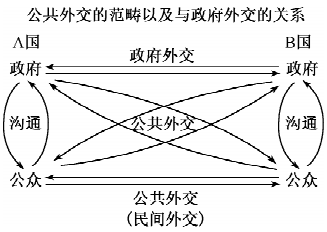 公共外交的范畴以及与政府外交的关系
A国 B国
政府 政府外交 政府
沟通 公共外交 沟通
公众 公众
公共外交
(民间外交)